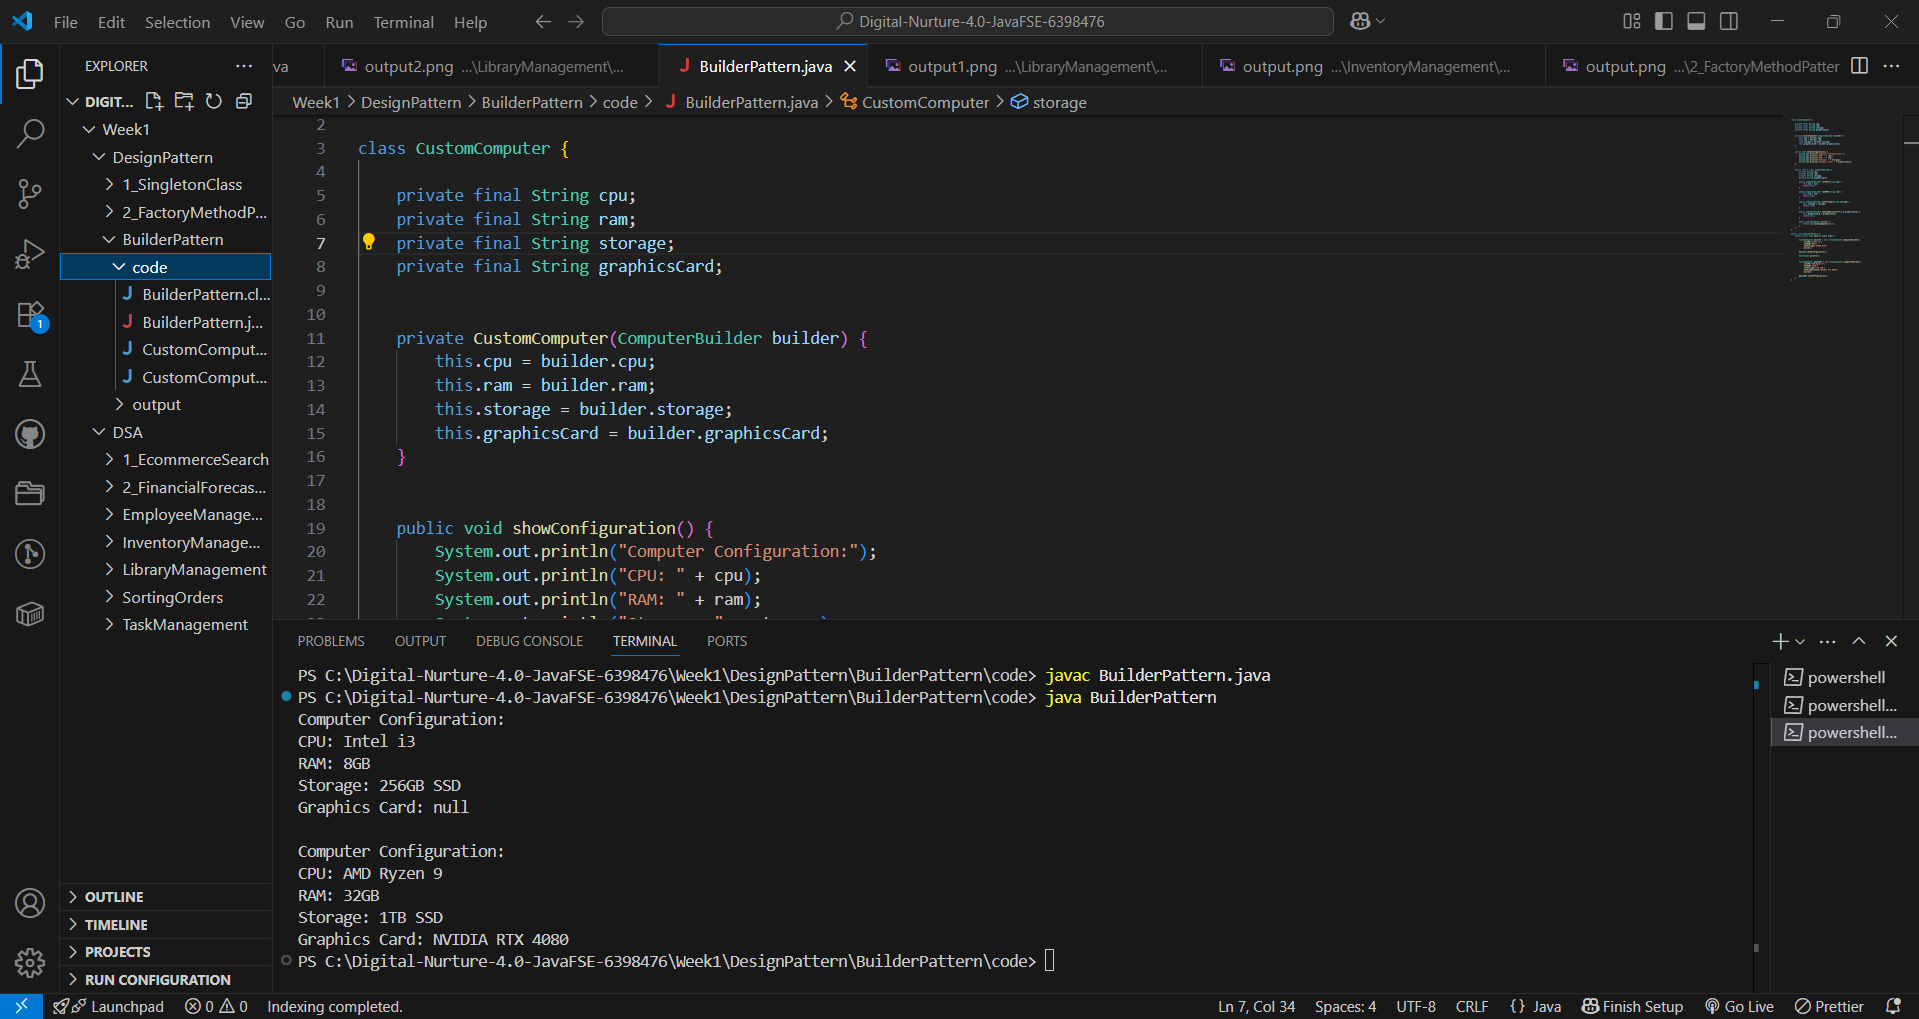 File Edit Selection View Go Run Terminal Help
Digital-Nurture-4.0-JavaFSE-6398476
EXPLORER
va
output2.png ...\LibraryManagement\...
BuilderPattern.java
output1.png ...\LibraryManagement\...
output.png ...\InventoryManagement\...
output.png ...\2_FactoryMethodPatter
DIGIT...
Week1
DesignPattern
1_SingletonClass
2_FactoryMethodP...
BuilderPattern
code
BuilderPattern.cl...
BuilderPattern.j...
CustomComput...
CustomComput...
output
DSA
1_EcommerceSearch
2_FinancialForecas...
EmployeeManage...
InventoryManage...
LibraryManagement
SortingOrders
TaskManagement
OUTLINE
TIMELINE
PROJECTS
RUN CONFIGURATION
1
Week1 > DesignPattern > BuilderPattern > code > BuilderPattern.java > CustomComputer > storage
2
3 class CustomComputer {
4
5 private final String cpu;
6 private final String ram;
7 private final String storage;
8 private final String graphicsCard;
9
10
11 private CustomComputer(ComputerBuilder builder) {
12 this.cpu = builder.cpu;
13 this.ram = builder.ram;
14 this.storage = builder.storage;
15 this.graphicsCard = builder.graphicsCard;
16 }
17
18
19 public void showConfiguration() {
20 System.out.println("Computer Configuration:");
21 System.out.println("CPU: " + cpu);
22 System.out.println("RAM: " + ram);
PROBLEMS OUTPUT DEBUG CONSOLE TERMINAL PORTS
PS C:\Digital-Nurture-4.0-JavaFSE-6398476\Week1\DesignPattern\BuilderPattern\code> javac BuilderPattern.java
PS C:\Digital-Nurture-4.0-JavaFSE-6398476\Week1\DesignPattern\BuilderPattern\code> java BuilderPattern
Computer Configuration:
CPU: Intel i3
RAM: 8GB
Storage: 256GB SSD
Graphics Card: null
Computer Configuration:
CPU: AMD Ryzen 9
RAM: 32GB
Storage: 1TB SSD
Graphics Card: NVIDIA RTX 4080
PS C:\Digital-Nurture-4.0-JavaFSE-6398476\Week1\DesignPattern\BuilderPattern\code>
powershell
powershell...
powershell...
Launchpad 0 0 Indexing completed.
Ln 7, Col 34 Spaces: 4 UTF-8 CRLF {} Java Finish Setup Go Live Prettier